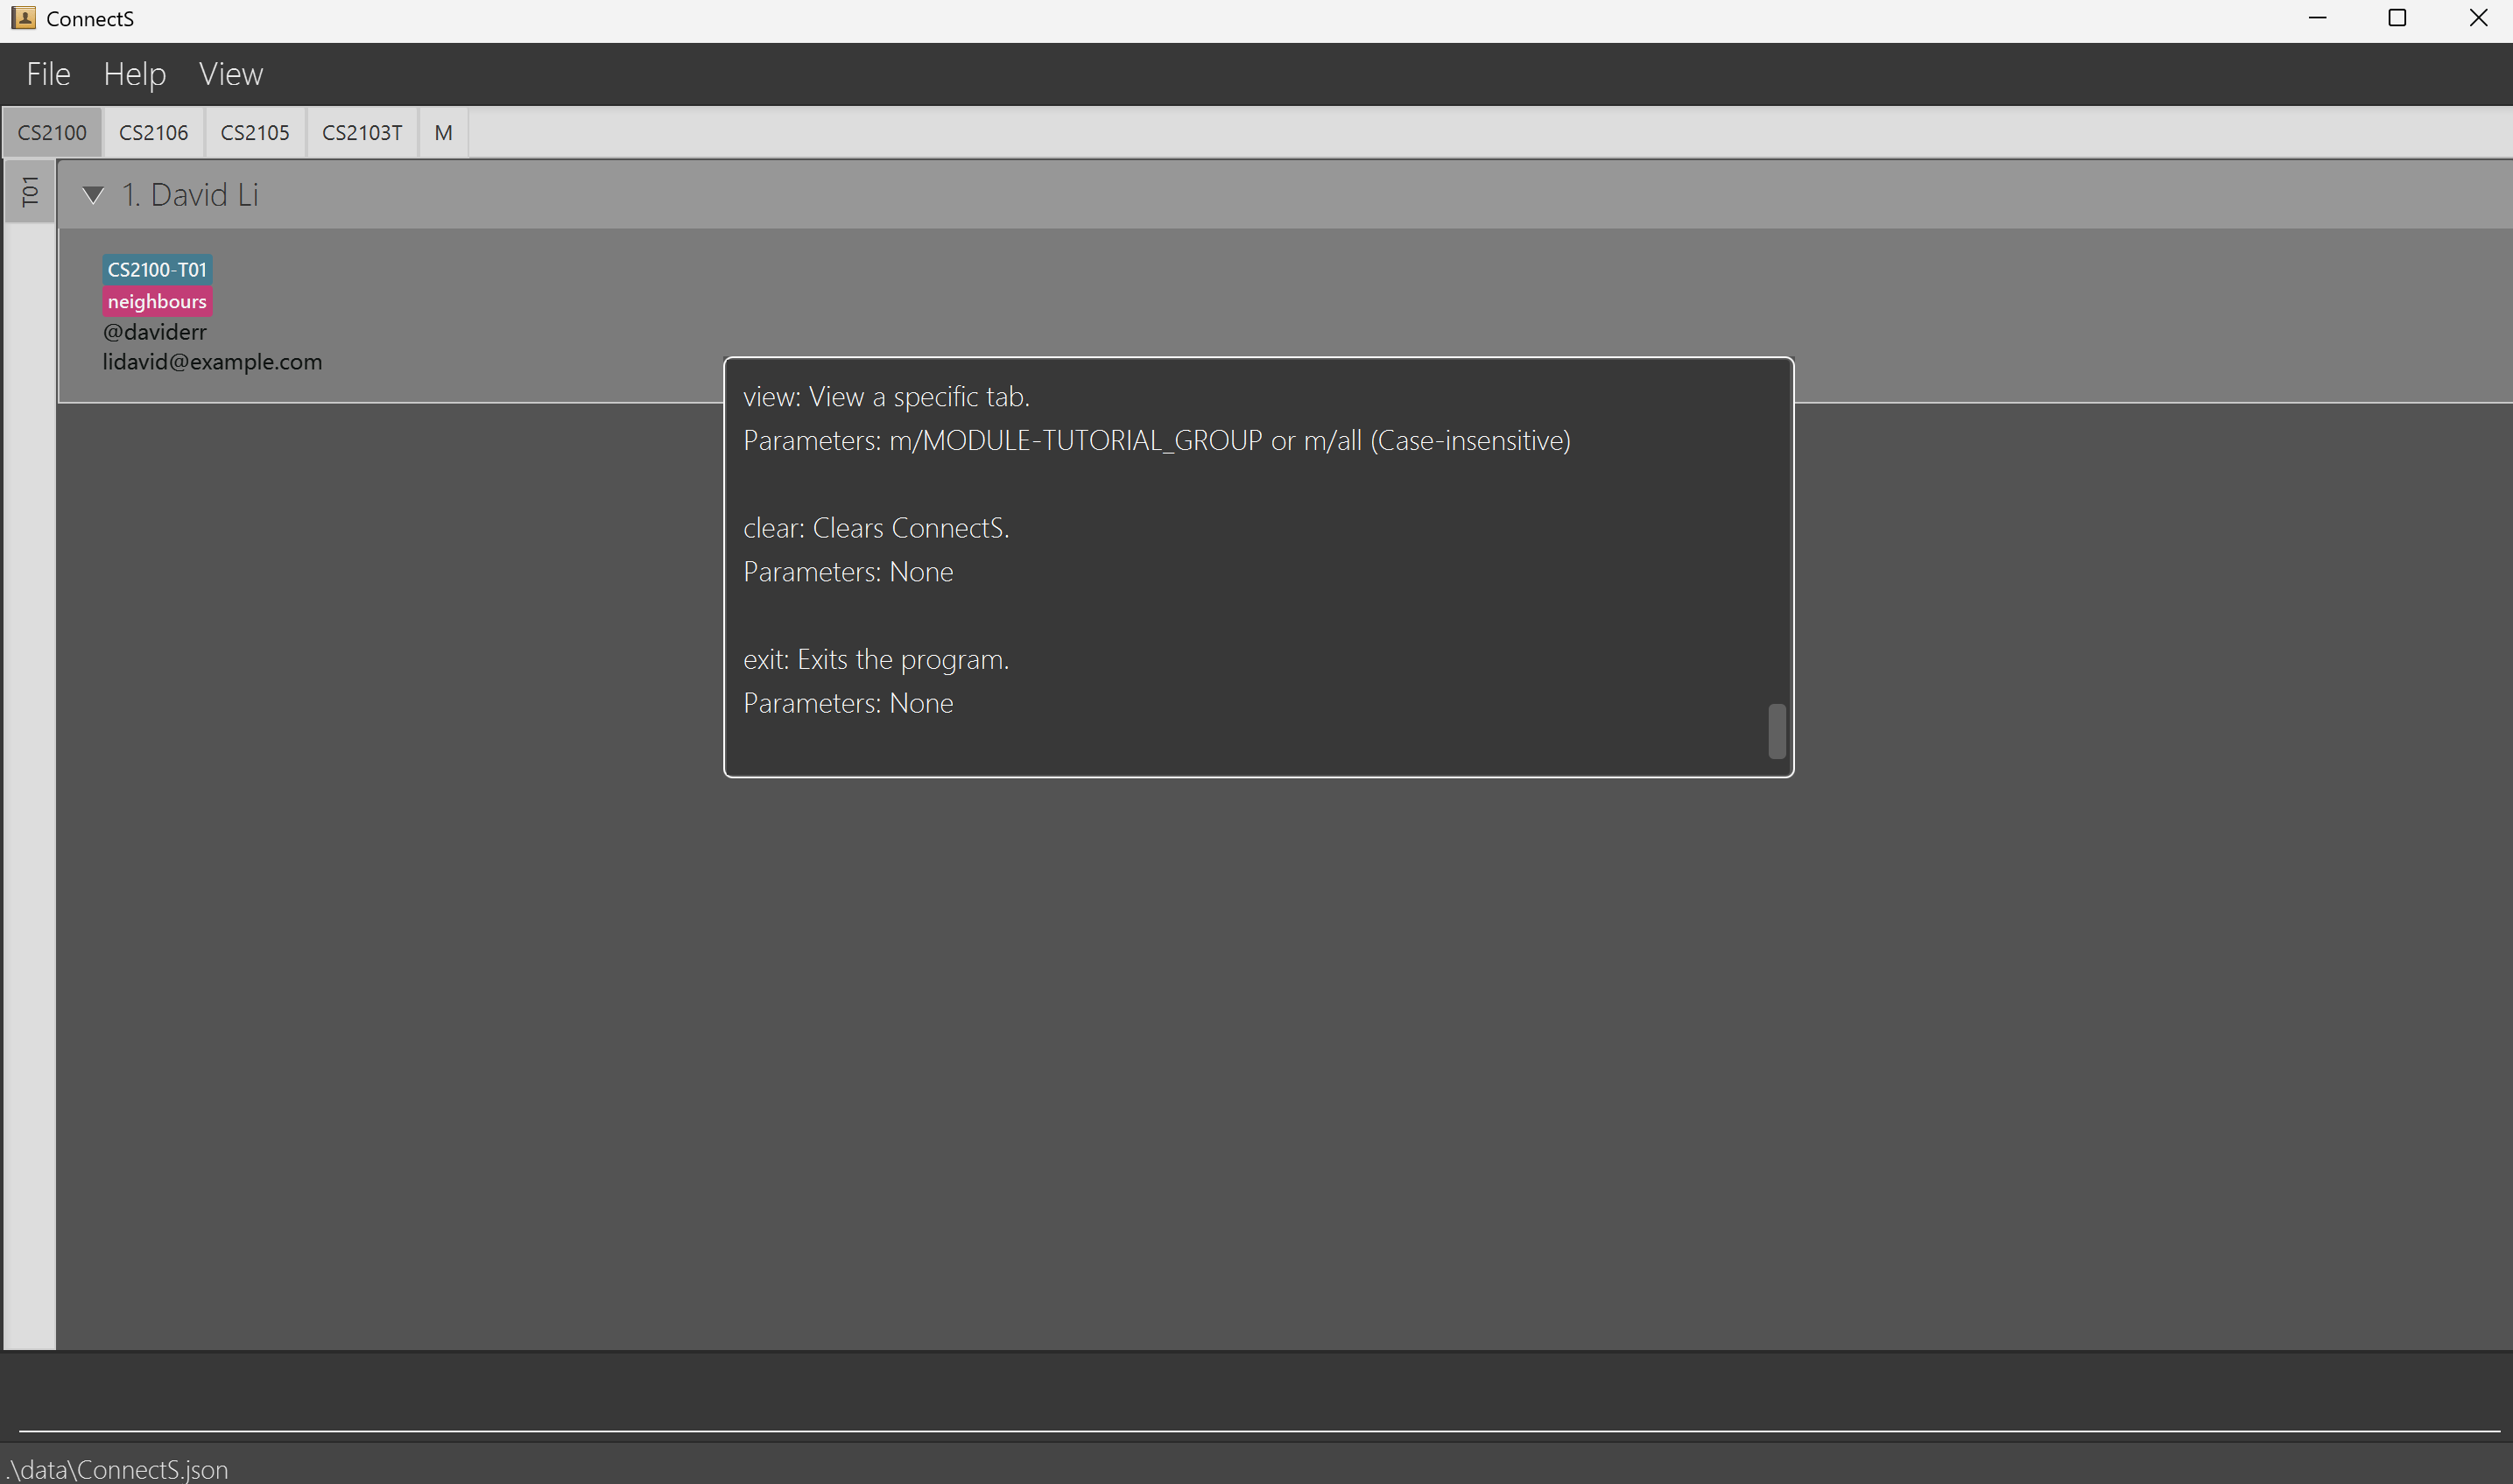 ConnectS
File Help View
CS2100 CS2106 CS2105 CS2103T M
T01
1. David Li
CS2100-T01
neighbours
@daviderr
lidavid@example.com
view: View a specific tab.
Parameters: m/MODULE-TUTORIAL_GROUP or m/all (Case-insensitive)
clear: Clears ConnectS.
Parameters: None
exit: Exits the program.
Parameters: None
.\data\ConnectS.json